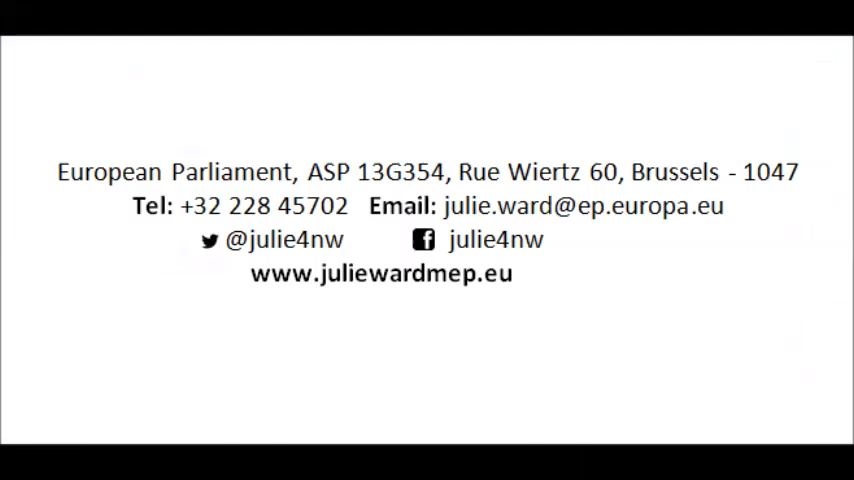 European Parliament, ASP 13G354, Rue Wiertz 60, Brussels - 1047
Tel: +32 228 45702 Email: julie.ward@ep.europa.eu
@julie4nw julie4nw
www.juliewardmep.eu